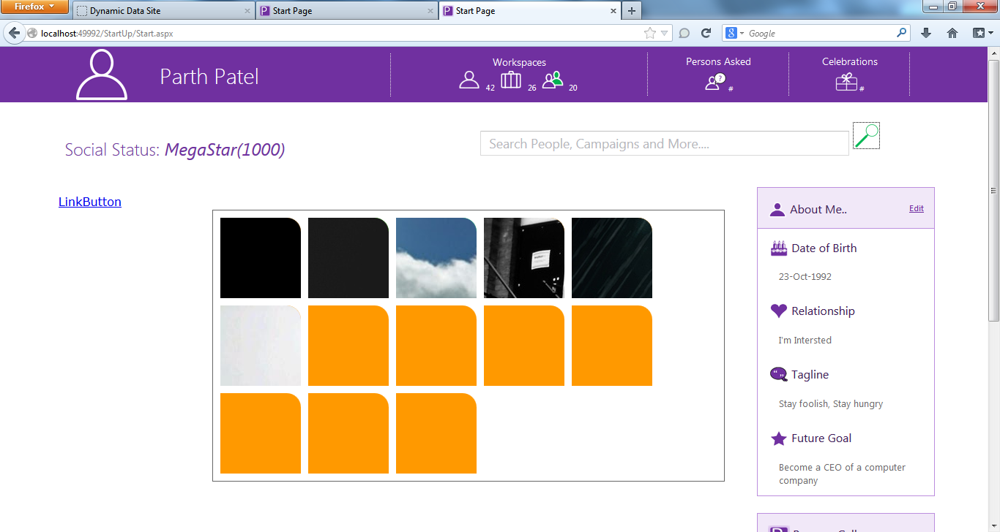 Firefox
Dynamic Data Site
Start Page
Start Page
localhost:49992/StartUp/Start.aspx
Google
Parth Patel
Workspaces
42 26 20
Persons Asked
#
Celebrations
#
Social Status: MegaStar(1000)
Search People, Campaigns and More....
LinkButton
About Me..
Edit
Date of Birth
23-Oct-1992
Relationship
I'm Intersted
Tagline
Stay foolish, Stay hungry
Future Goal
Become a CEO of a computer
company